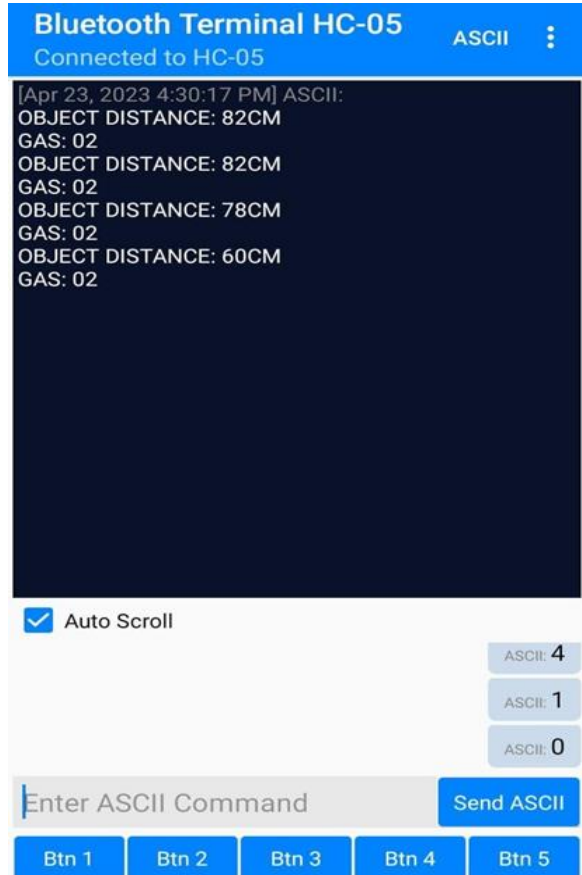 Bluetooth Terminal HC-05
Connected to HC-05
ASCII
[Apr 23, 2023 4:30:17 PM] ASCII:
OBJECT DISTANCE: 82CM
GAS: 02
OBJECT DISTANCE: 82CM
GAS: 02
OBJECT DISTANCE: 78CM
GAS: 02
OBJECT DISTANCE: 60CM
GAS: 02
Auto Scroll
ASCII: 4
ASCII: 1
ASCII: 0
Enter ASCII Command
Send ASCII
Btn 1
Btn 2
Btn 3
Btn 4
Btn 5